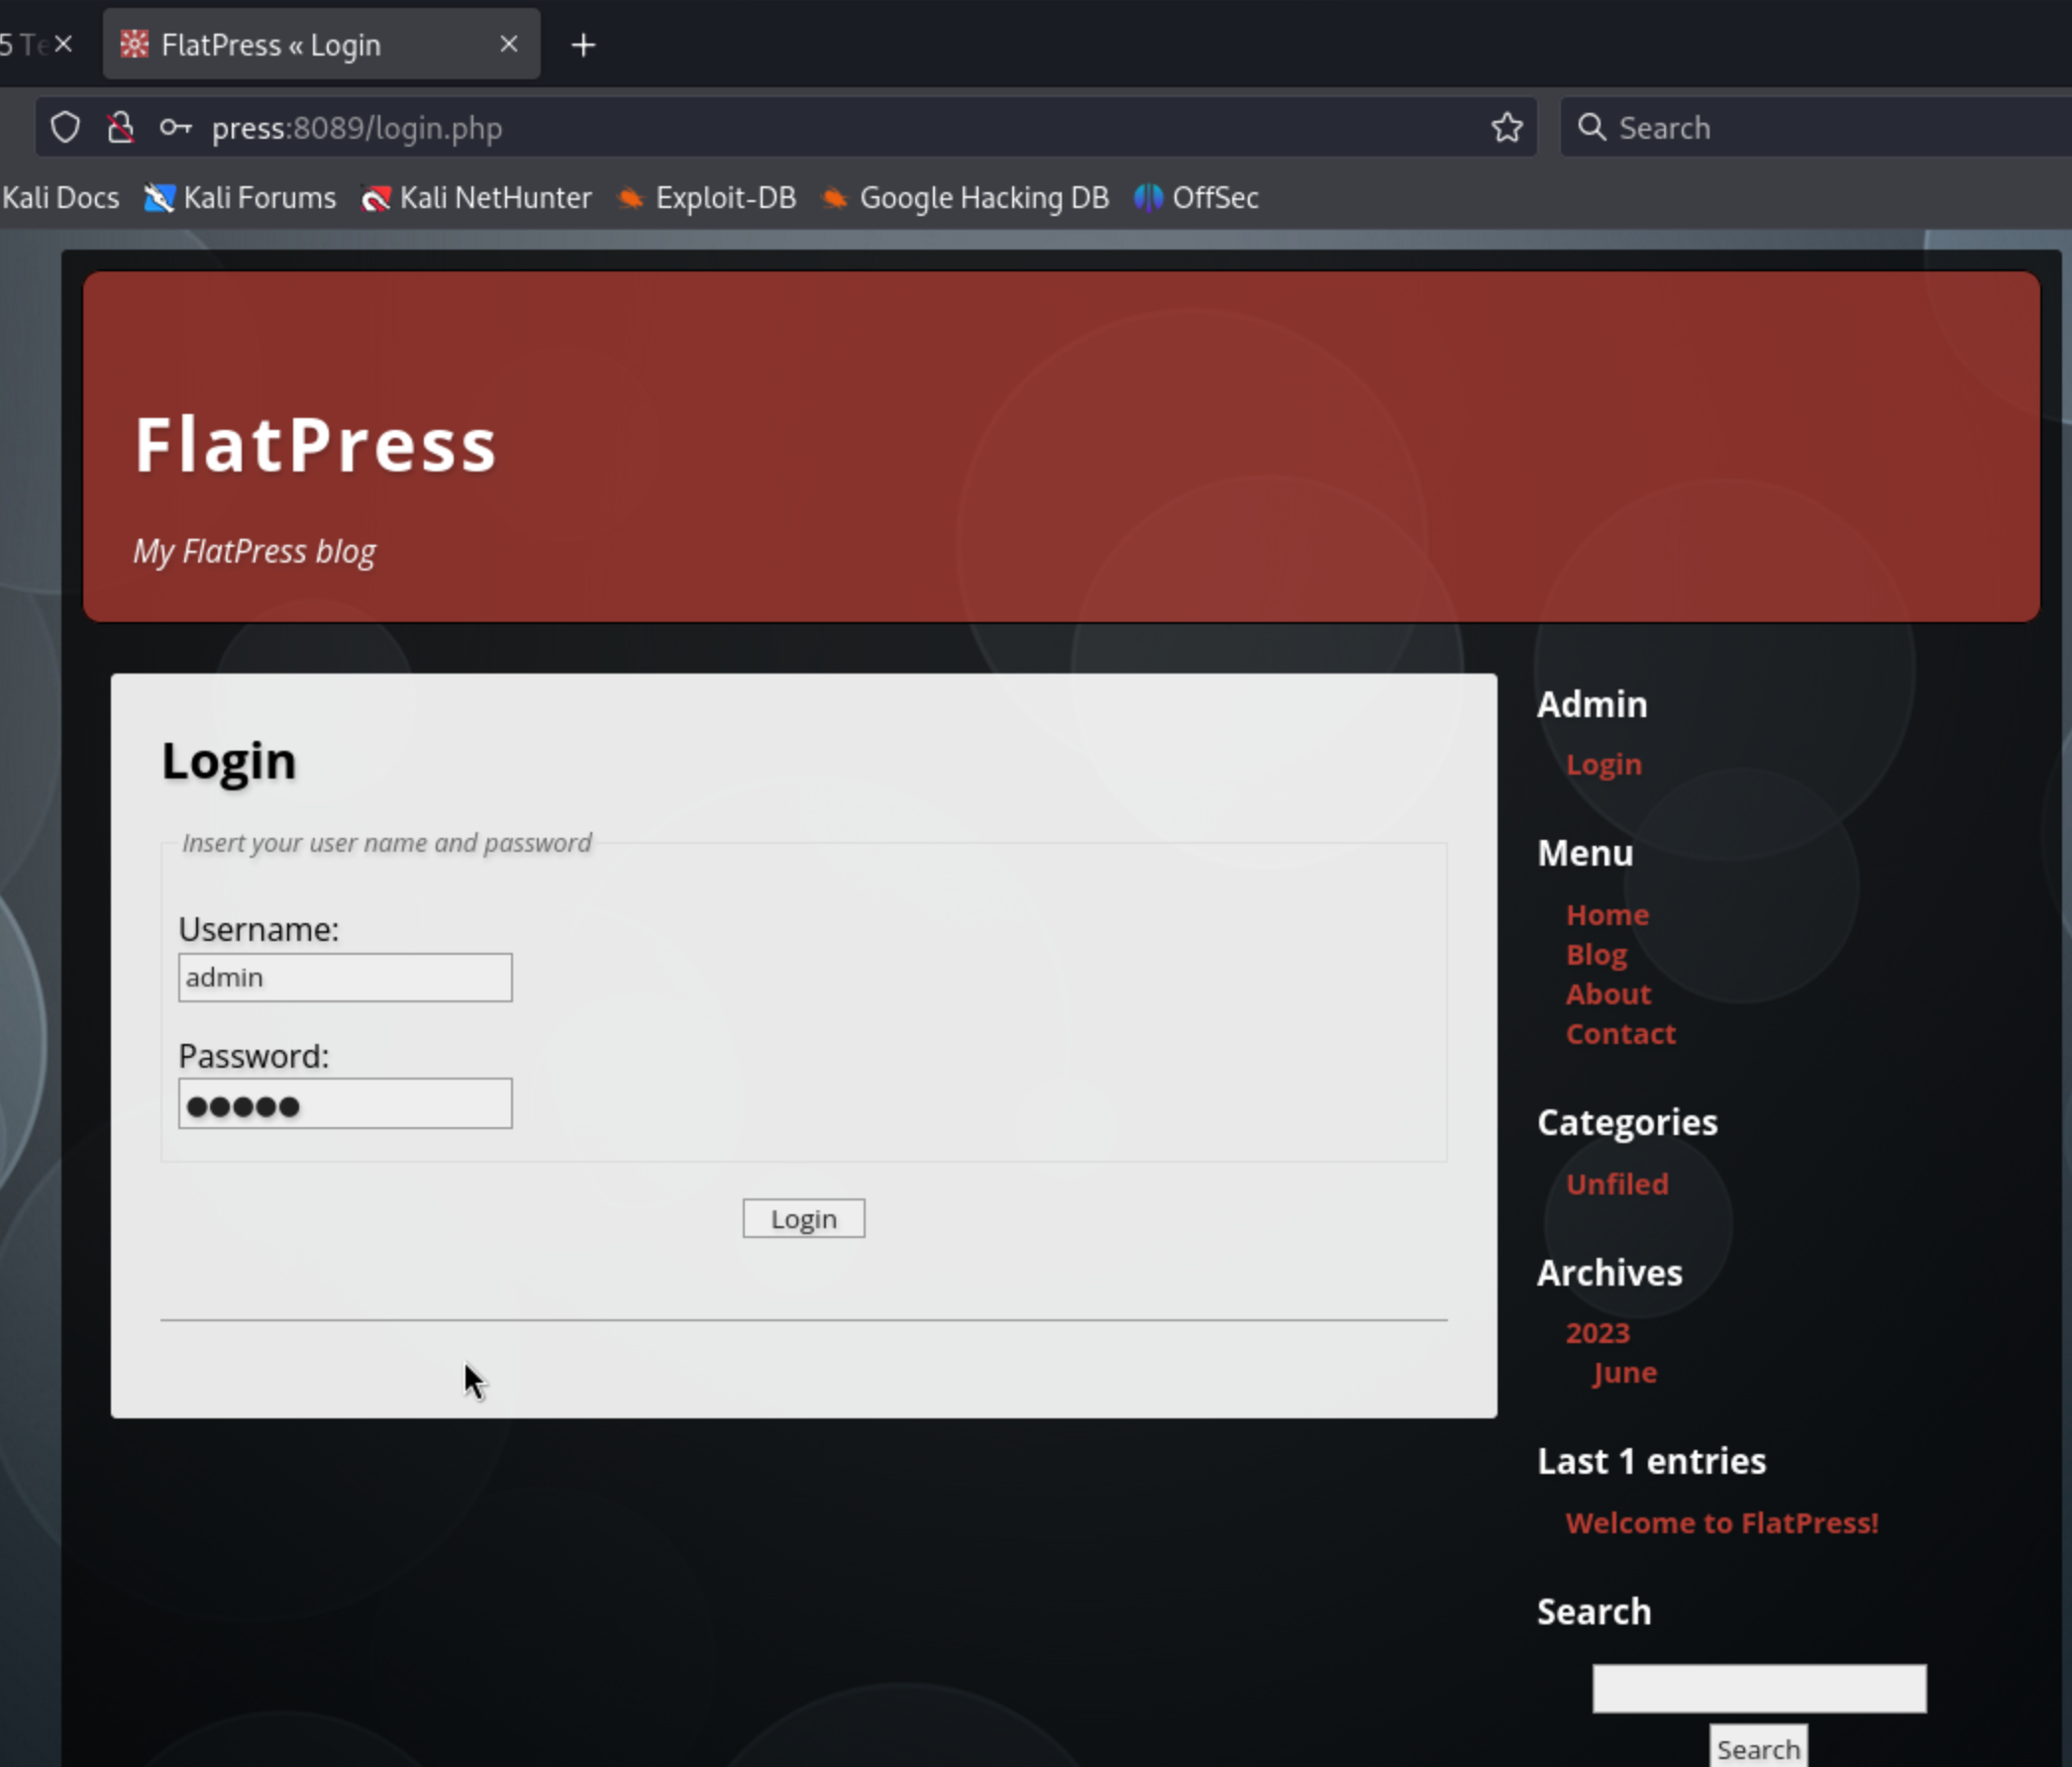 FlatPress « Login
press:8089/login.php
Search
Kali Docs
Kali Forums
Kali NetHunter
Exploit-DB
Google Hacking DB
OffSec
FlatPress
My FlatPress blog
Login
Insert your user name and password
Username:
admin
Password:
Login
Admin
Login
Menu
Home
Blog
About
Contact
Categories
Unfiled
Archives
2023
June
Last 1 entries
Welcome to FlatPress!
Search
Search